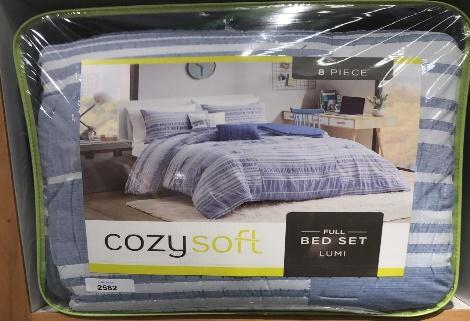 8 PIECE
cozysoft
FULL
BED SET
LUMI
2582